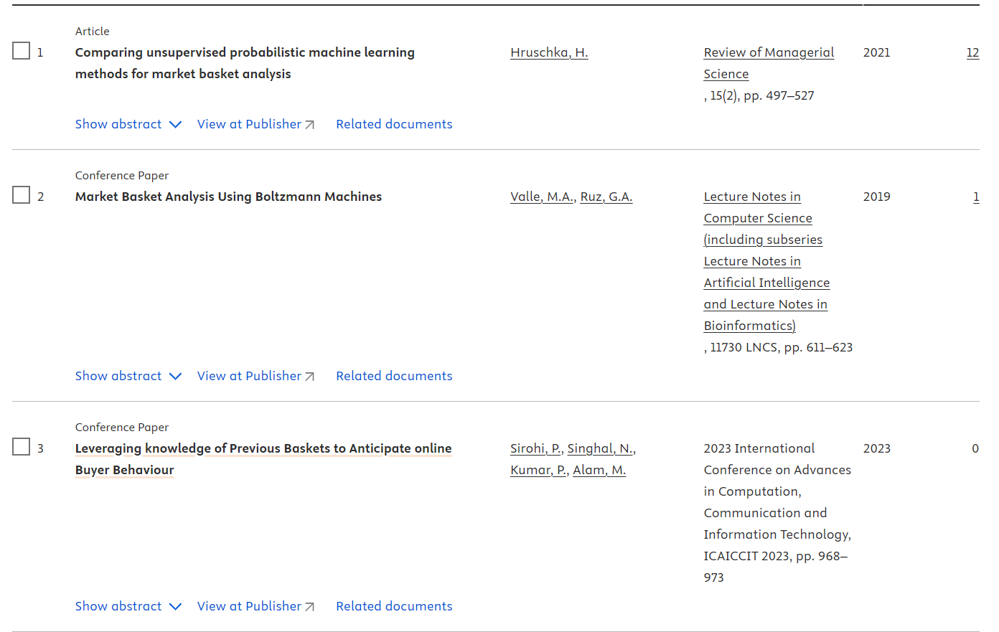 Article
1
Comparing unsupervised probabilistic machine learning
methods for market basket analysis
Hruschka, H.
Review of Managerial
Science
, 15(2), pp. 497–527
2021
12
Show abstract
View at Publisher
Related documents
Conference Paper
2
Market Basket Analysis Using Boltzmann Machines
Valle, M.A., Ruz, G.A.
Lecture Notes in
Computer Science
(including subseries
Lecture Notes in
Artificial Intelligence
and Lecture Notes in
Bioinformatics)
, 11730 LNCS, pp. 611–623
2019
1
Show abstract
View at Publisher
Related documents
Conference Paper
3
Leveraging knowledge of Previous Baskets to Anticipate online
Buyer Behaviour
Sirohi, P., Singhal, N.,
Kumar, P., Alam, M.
2023 International
Conference on Advances
in Computation,
Communication and
Information Technology,
ICAICCIT 2023, pp. 968–
973
2023
0
Show abstract
View at Publisher
Related documents